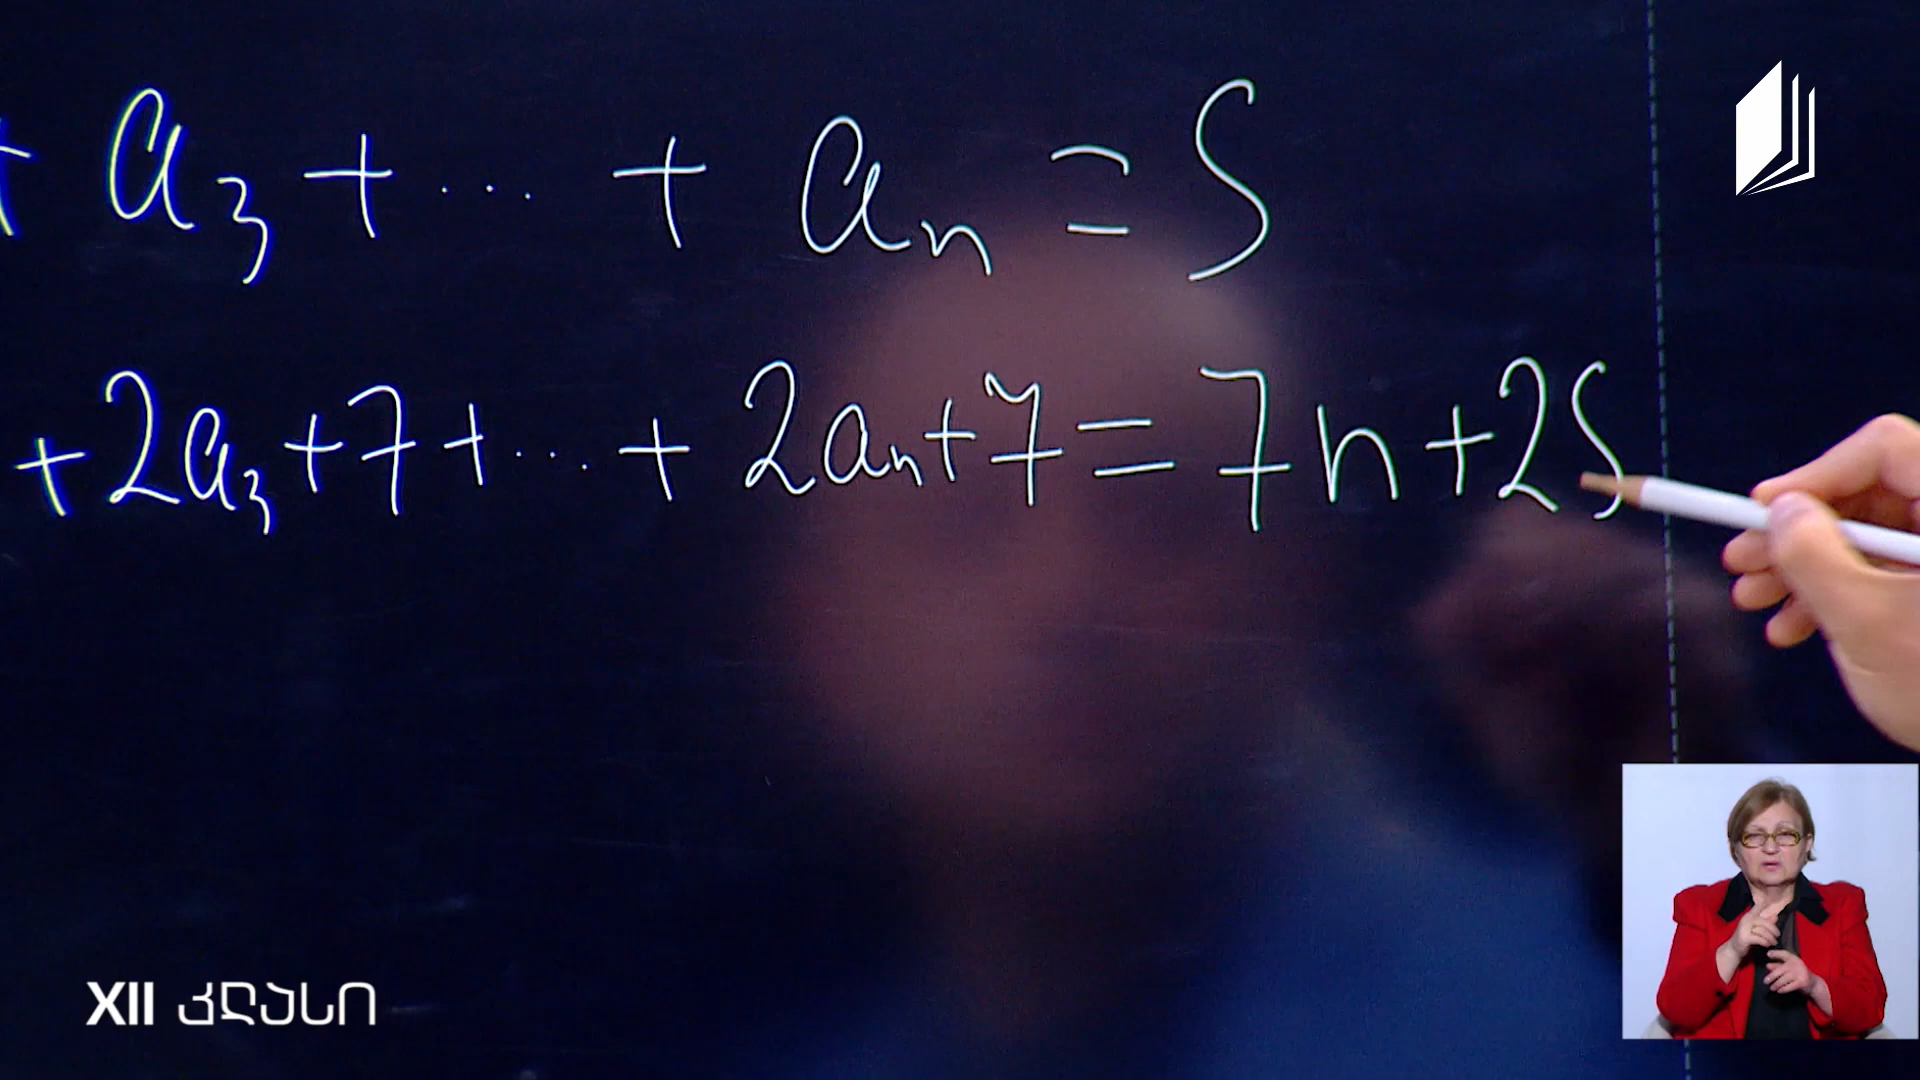 + a₃ + ... + aₙ = S
+ 2a₃ + 7 + ... + 2aₙ + 7 = 7n + 2S
XII კლასი